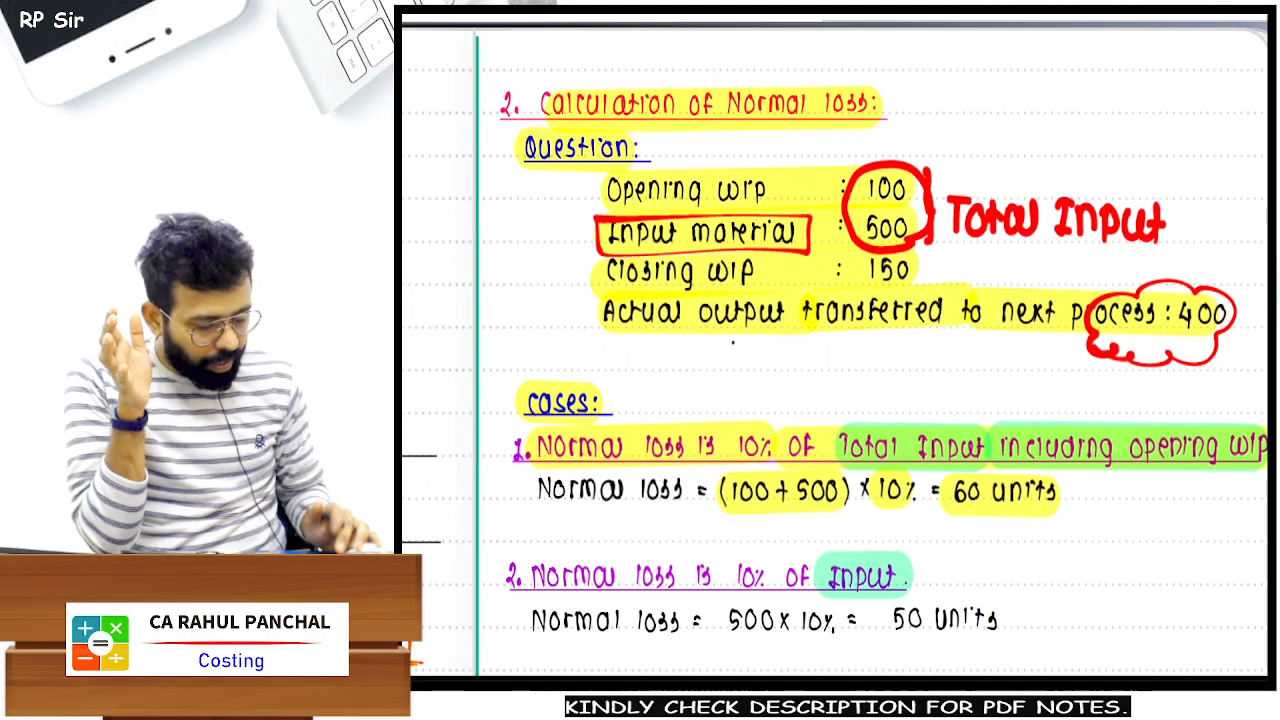 RP Sir
2. Calculation of Normal loss:
Question:
Opening WIP : 100
Input material : 500
Total Input
Closing WIP : 150
Actual output transferred to next process : 400
Cases:
1. Normal loss is 10% of Total Input including opening WIP
Normal loss = (100 + 500) × 10% = 60 units
2. Normal loss is 10% of Input.
Normal loss = 500 × 10% = 50 units
CA RAHUL PANCHAL
Costing
KINDLY CHECK DESCRIPTION FOR PDF NOTES.